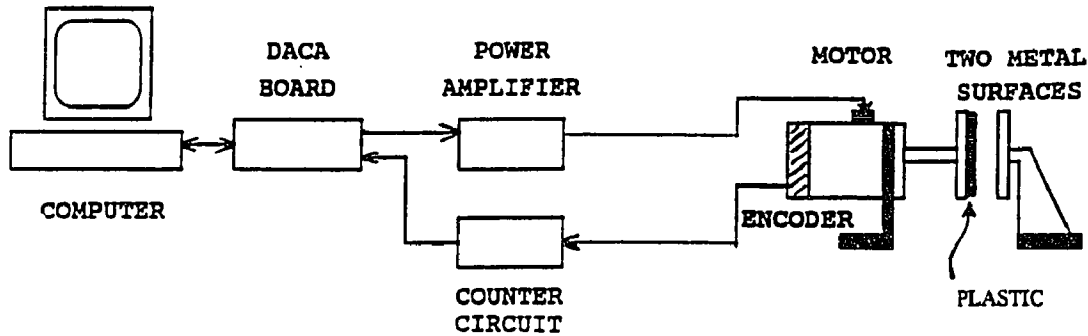 DACA
BOARD
POWER
AMPLIFIER
MOTOR
TWO METAL
SURFACES
COMPUTER
ENCODER
COUNTER
CIRCUIT
PLASTIC